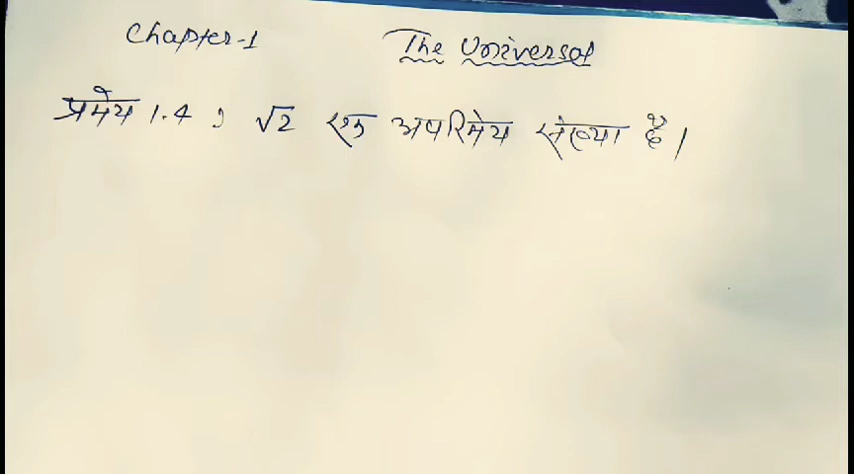 Chapter-1 The Universal
प्रमेय 1.4 : √2 एक अपरिमेय संख्या है।